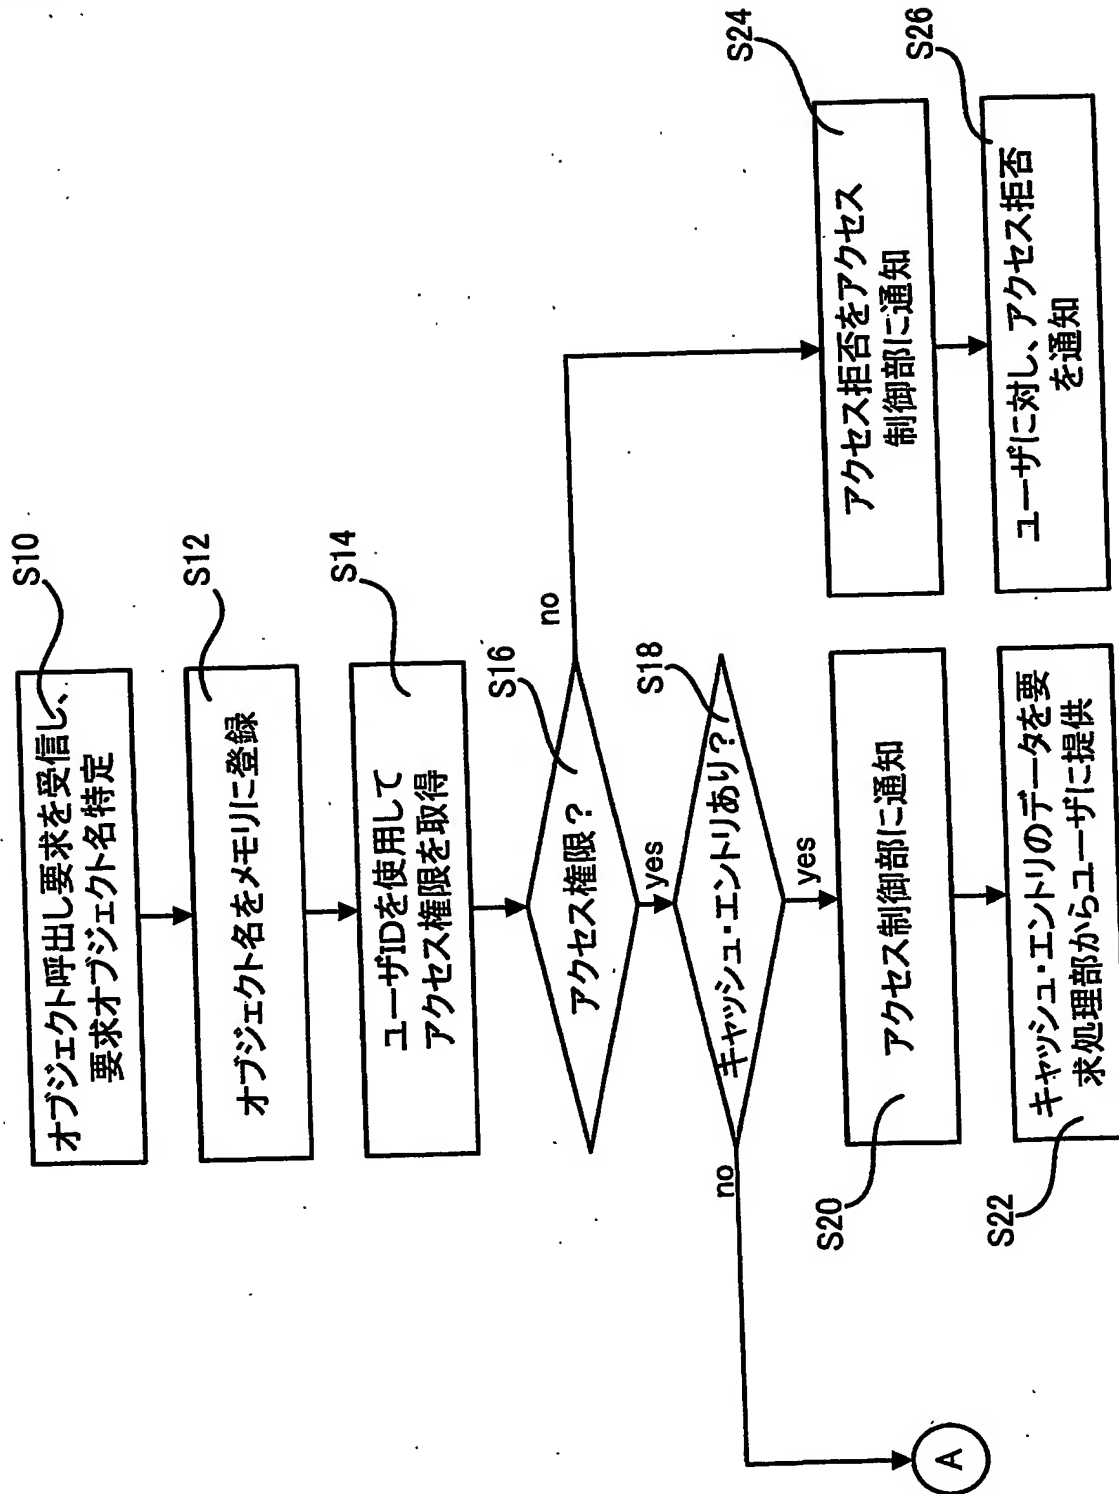 オブジェクト呼出し要求を受信し、
要求オブジェクト名特定
S10
オブジェクト名をメモリに登録
S12
ユーザIDを使用して
アクセス権限を取得
S14
アクセス権限?
S16
no
yes
キャッシュ・エントリあり?
S18
no
yes
アクセス制御部に通知
S20
キャッシュ・エントリのデータを要
求処理部からユーザに提供
S22
アクセス拒否をアクセス
制御部に通知
S24
ユーザに対し、アクセス拒否
を通知
S26
A